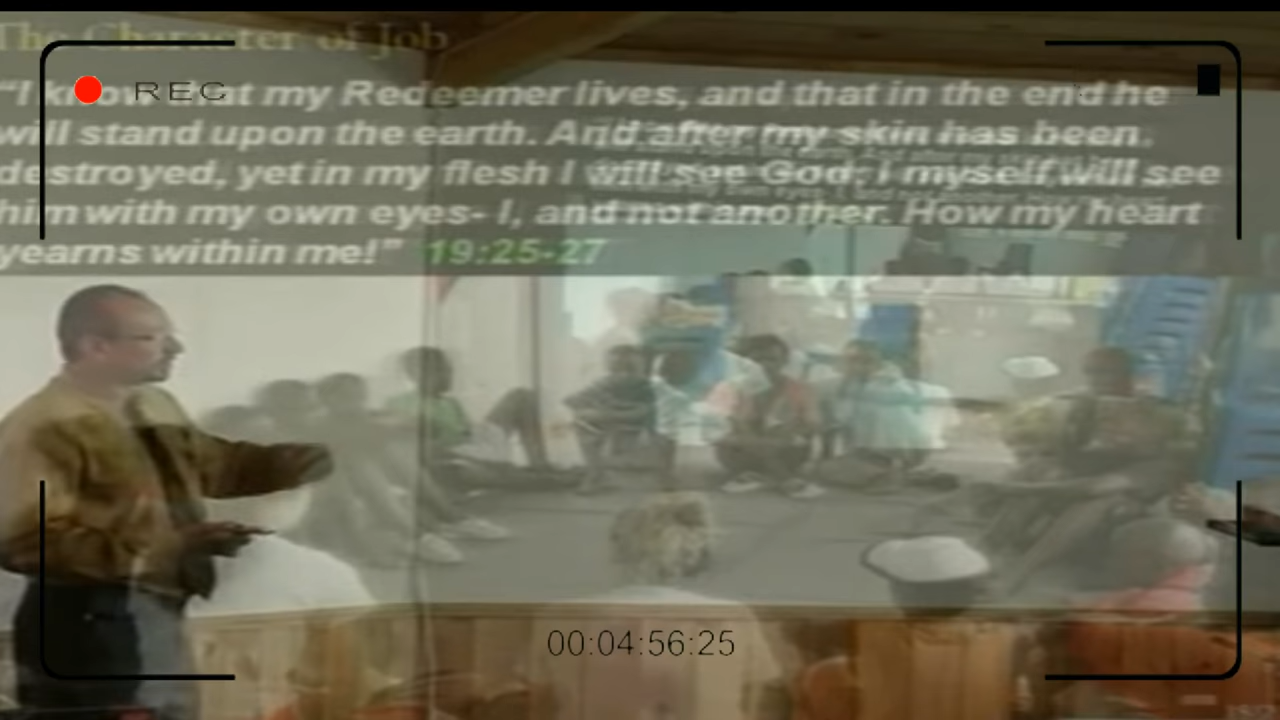 The Character of Job
REC
"I know that my Redeemer lives, and that in the end he
will stand upon the earth. And after my skin has been
destroyed, yet in my flesh I will see God; I myself will see
him with my own eyes- I, and not another. How my heart
yearns within me!" 19:25-27
00:04:56:25